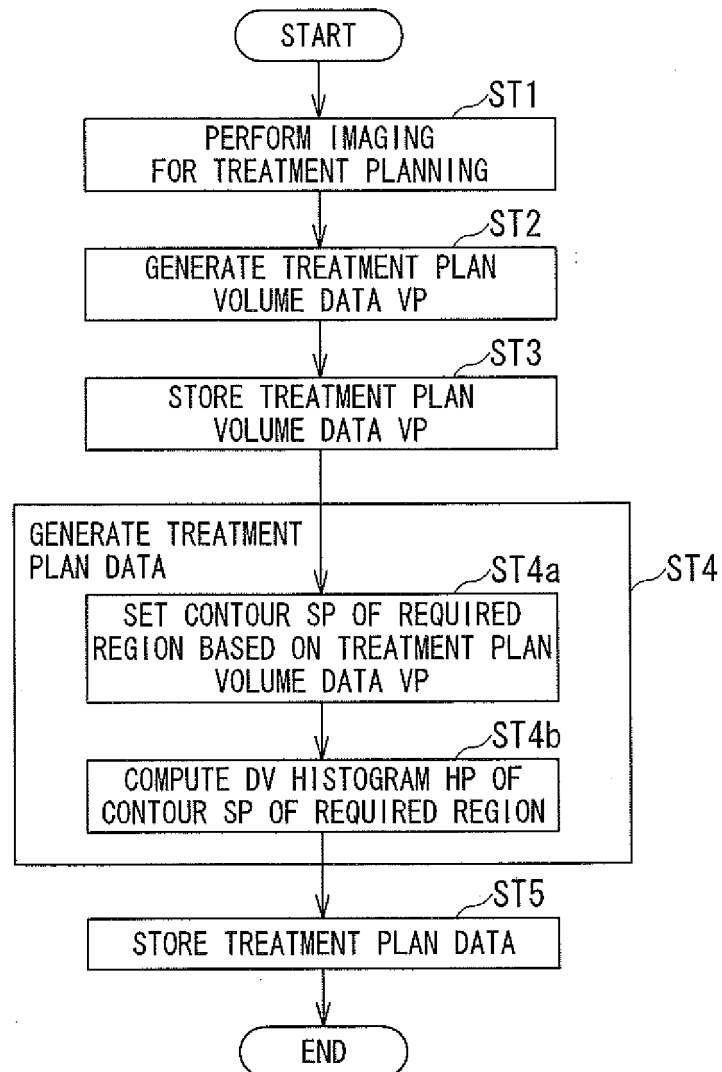 START
ST1
PERFORM IMAGING
FOR TREATMENT PLANNING
ST2
GENERATE TREATMENT PLAN
VOLUME DATA VP
ST3
STORE TREATMENT PLAN
VOLUME DATA VP
GENERATE TREATMENT
PLAN DATA
ST4
ST4a
SET CONTOUR SP OF REQUIRED
REGION BASED ON TREATMENT PLAN
VOLUME DATA VP
ST4b
COMPUTE DV HISTOGRAM HP OF
CONTOUR SP OF REQUIRED REGION
ST5
STORE TREATMENT PLAN DATA
END